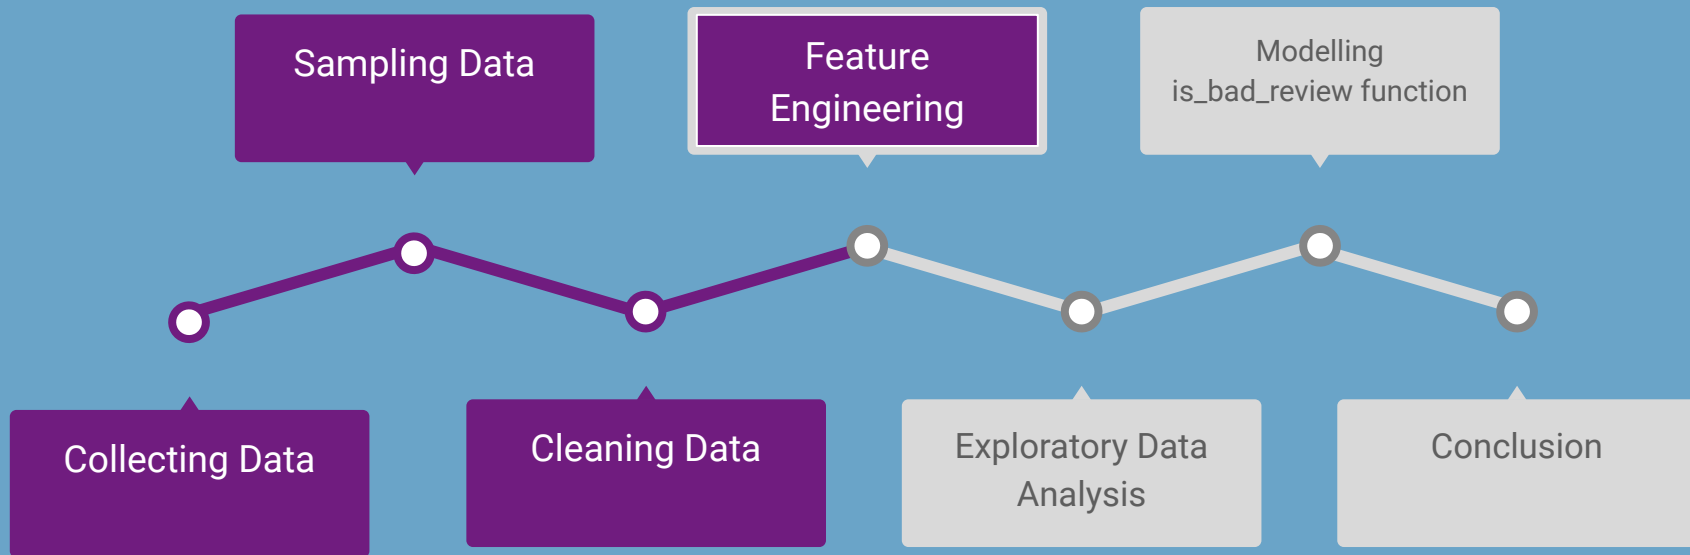 Sampling Data
Feature
Engineering
Modelling
is_bad_review function
Collecting Data
Cleaning Data
Exploratory Data
Analysis
Conclusion